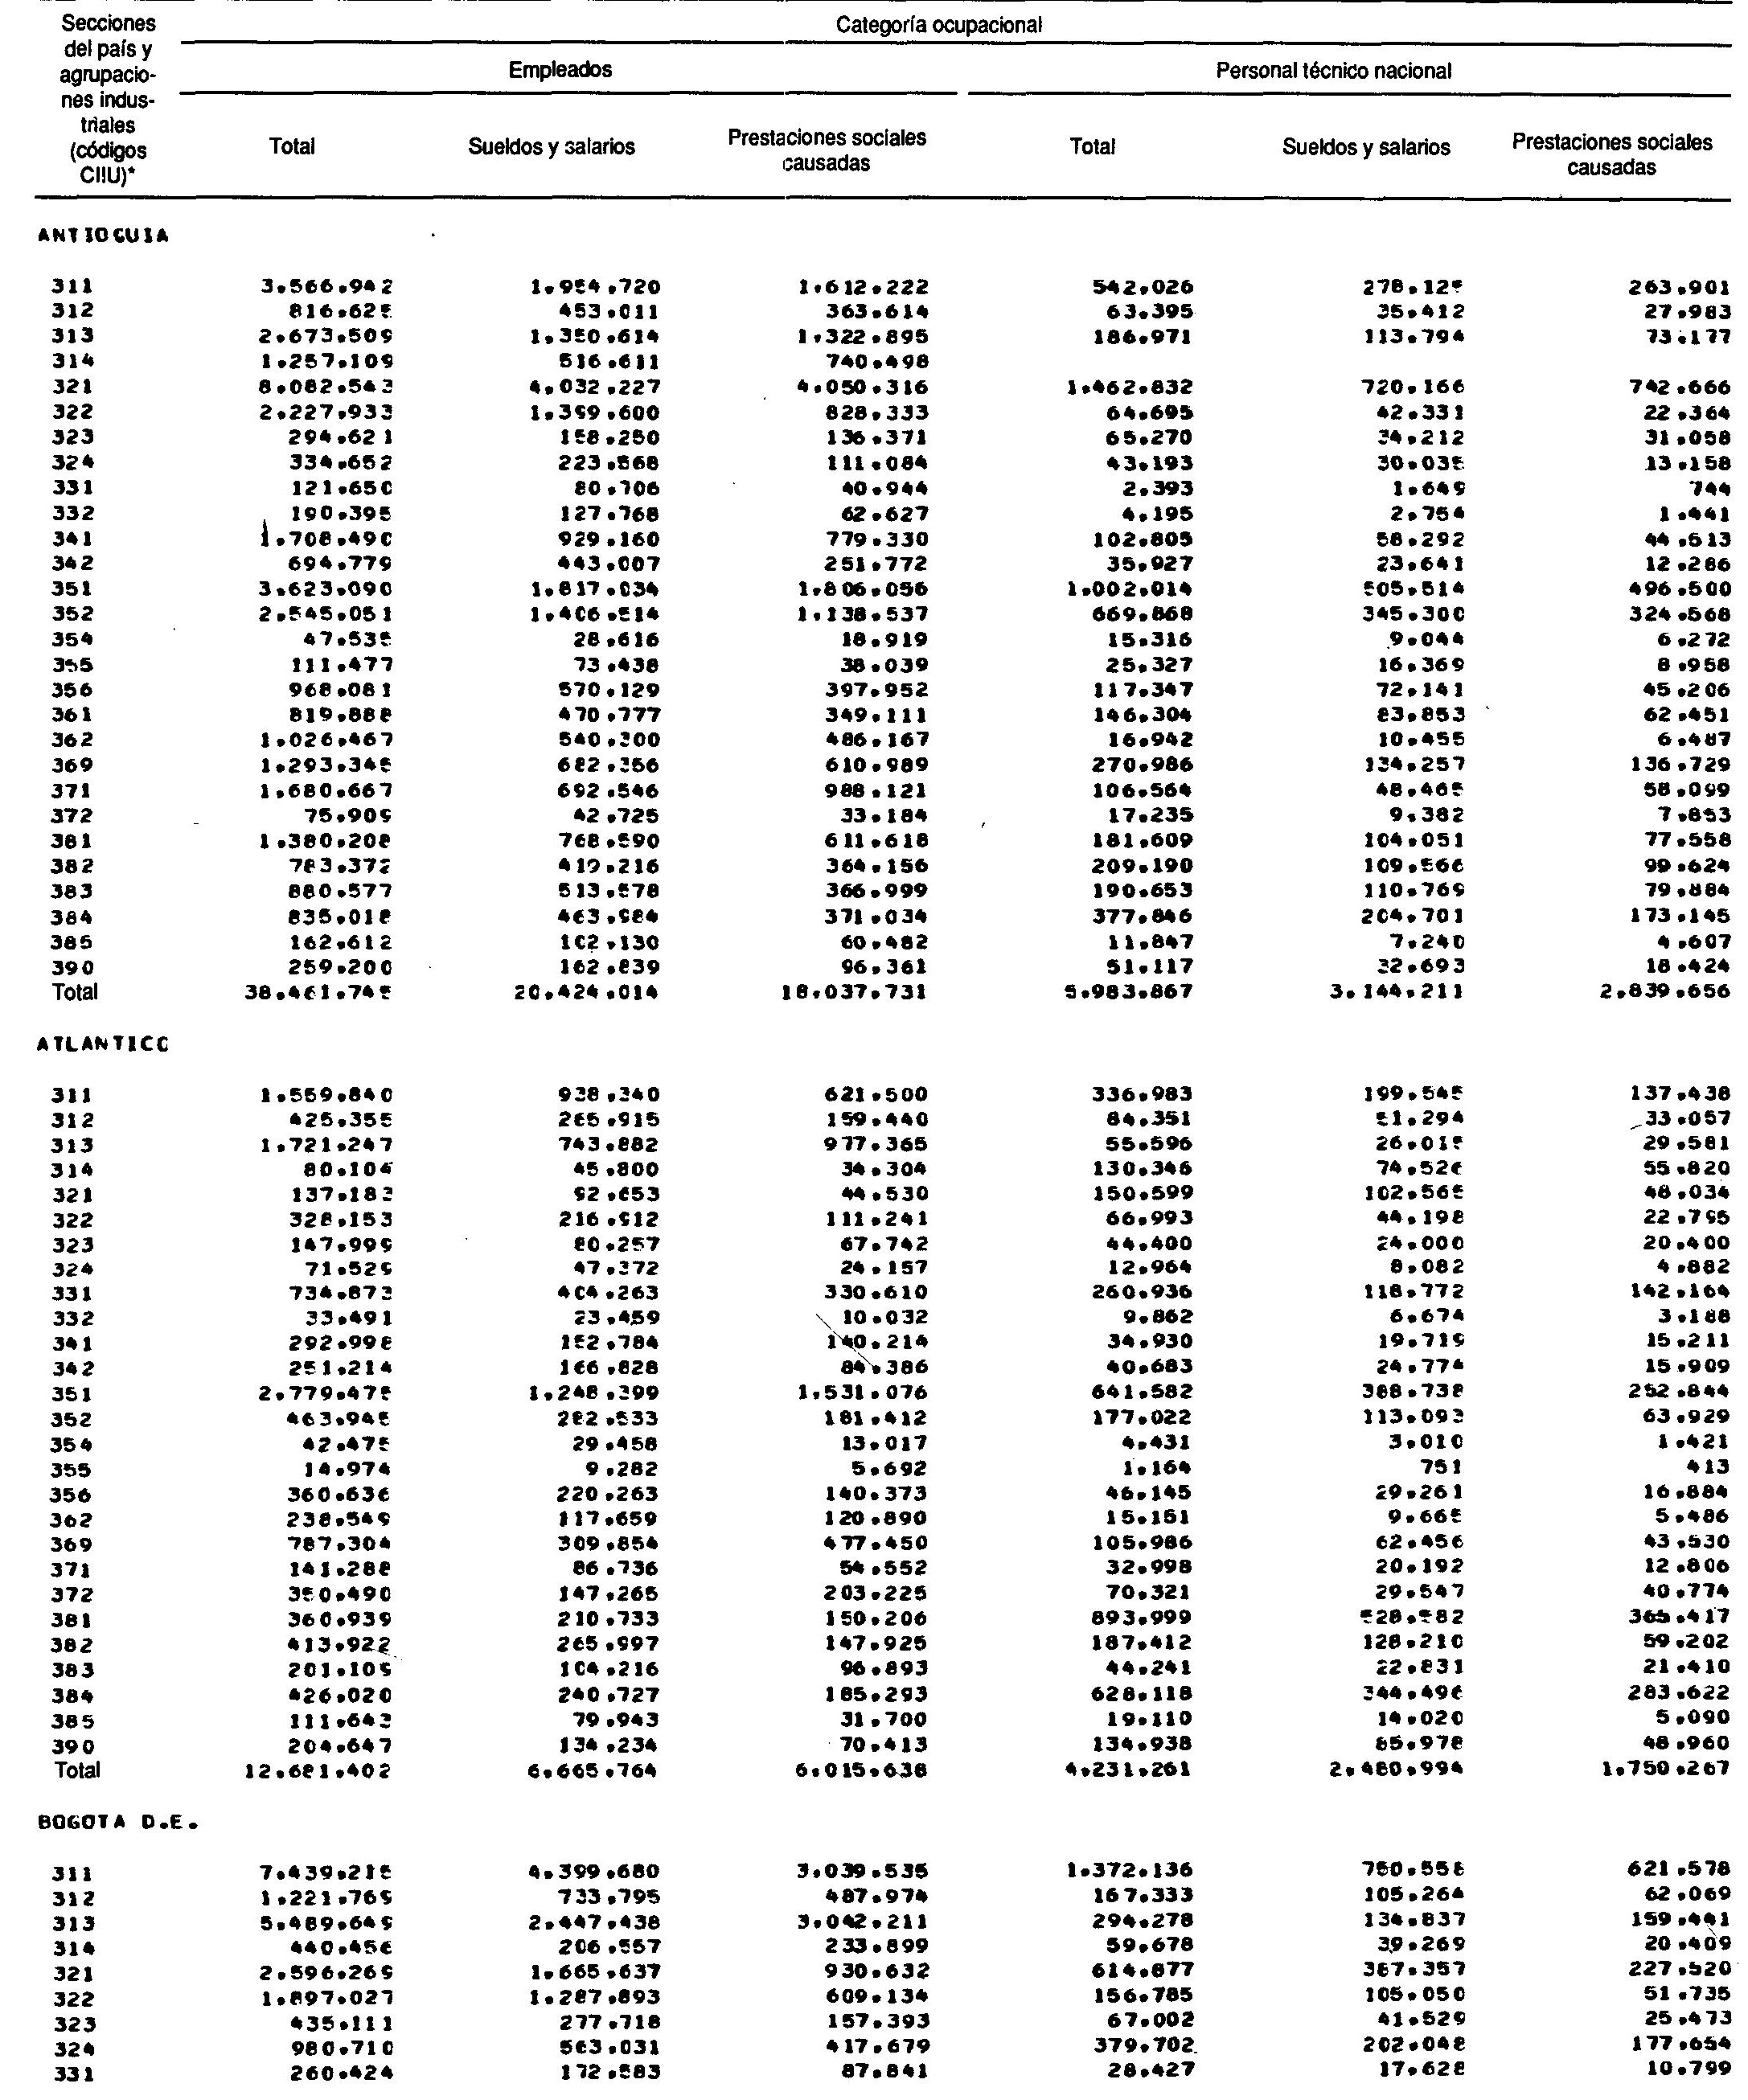 Secciones del país y agrupacio- nes indus- triales (códigos CIIU)*
Categoría ocupacional
Empleados Personal técnico nacional
Total Sueldos y salarios Prestaciones sociales causadas Total Sueldos y salarios Prestaciones sociales causadas
ANTIOQUIA
311 3.566.942 1.954.720 1.612.222 542.026 278.125 263.901
312 816.625 453.011 363.614 63.395 35.412 27.983
313 2.673.509 1.350.614 1.322.895 186.971 113.794 73.177
314 1.257.109 516.611 740.498
321 8.082.543 4.032.227 4.050.316 1.462.832 720.166 742.666
322 2.227.933 1.399.600 828.333 64.695 42.331 22.364
323 294.621 158.250 136.371 65.270 34.212 31.058
324 334.652 223.568 111.084 43.193 30.035 13.158
331 121.650 80.706 40.944 2.393 1.649 744
332 190.395 127.768 62.627 4.195 2.754 1.441
341 1.708.490 929.160 779.330 102.805 58.292 44.513
342 694.779 443.007 251.772 35.927 23.641 12.286
351 3.623.090 1.817.034 1.806.056 1.002.014 505.514 496.500
352 2.545.051 1.406.514 1.138.537 669.868 345.300 324.568
354 47.535 28.616 18.919 15.316 9.044 6.272
355 111.477 73.438 38.039 25.327 16.369 8.958
356 968.081 570.129 397.952 117.347 72.141 45.206
361 819.888 470.777 349.111 146.304 83.853 62.451
362 1.026.467 540.300 486.167 16.942 10.455 6.487
369 1.293.345 682.356 610.989 270.986 134.257 136.729
371 1.680.667 692.546 988.121 106.564 48.465 58.099
372 75.909 42.725 33.184 17.235 9.382 7.853
381 1.380.208 768.590 611.618 181.609 104.051 77.558
382 783.372 419.216 364.156 209.190 109.566 99.624
383 880.577 513.578 366.999 190.653 110.769 79.884
384 835.018 463.984 371.034 377.846 204.701 173.145
385 162.612 102.130 60.482 11.847 7.240 4.607
390 259.200 162.839 96.361 51.117 32.693 18.424
Total 38.461.745 20.424.014 18.037.731 5.983.867 3.144.211 2.839.656
ATLANTICO
311 1.559.840 938.340 621.500 336.983 199.545 137.438
312 425.355 265.915 159.440 84.351 51.294 33.057
313 1.721.247 743.882 977.365 55.596 26.015 29.581
314 80.104 45.800 34.304 130.346 74.526 55.820
321 137.183 92.653 44.530 150.599 102.565 48.034
322 328.153 216.912 111.241 66.993 44.198 22.795
323 147.999 80.257 67.742 44.400 24.000 20.400
324 71.529 47.372 24.157 12.964 8.082 4.882
331 734.873 404.263 330.610 260.936 118.772 142.164
332 33.491 23.459 10.032 9.862 6.674 3.188
341 292.998 152.784 140.214 34.930 19.719 15.211
342 251.214 166.828 84.386 40.683 24.774 15.909
351 2.779.475 1.248.399 1.531.076 641.582 388.738 252.844
352 463.945 282.533 181.412 177.022 113.093 63.929
354 42.475 29.458 13.017 4.431 3.010 1.421
355 14.974 9.282 5.692 1.164 751 413
356 360.636 220.263 140.373 46.145 29.261 16.884
362 238.549 117.659 120.890 15.151 9.665 5.486
369 787.304 309.854 477.450 105.986 62.456 43.530
371 141.288 86.736 54.552 32.998 20.192 12.806
372 350.490 147.265 203.225 70.321 29.547 40.774
381 360.939 210.733 150.206 893.999 528.582 365.417
382 413.922 265.997 147.925 187.412 128.210 59.202
383 201.109 104.216 96.893 44.241 22.831 21.410
384 426.020 240.727 185.293 628.118 344.496 283.622
385 111.643 79.943 31.700 19.110 14.020 5.090
390 204.647 134.234 70.413 134.938 85.978 48.960
Total 12.681.402 6.665.764 6.015.638 4.231.261 2.480.994 1.750.267
BOGOTA D.E.
311 7.439.215 4.399.680 3.039.535 1.372.136 750.558 621.578
312 1.221.769 733.795 487.974 167.333 105.264 62.069
313 5.489.649 2.447.438 3.042.211 294.278 134.837 159.441
314 440.456 206.557 233.899 59.678 39.269 20.409
321 2.596.269 1.665.637 930.632 614.877 387.357 227.520
322 1.897.027 1.287.893 609.134 156.785 105.050 51.735
323 435.111 277.718 157.393 67.002 41.529 25.473
324 980.710 563.031 417.679 379.702 202.048 177.654
331 260.424 172.583 87.841 28.427 17.628 10.799